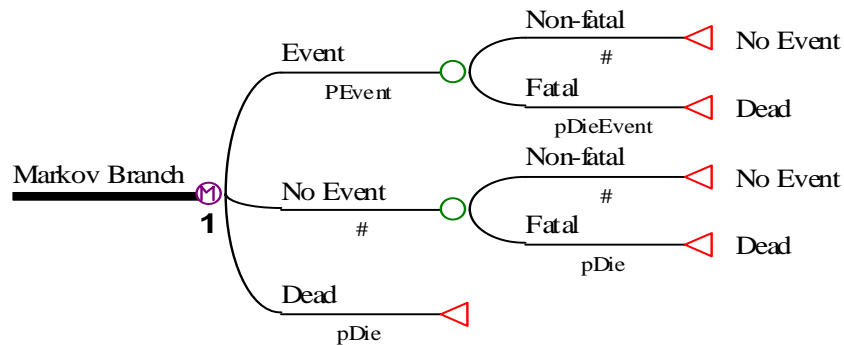 Non-fatal
#
No Event
Event
PEvent
Fatal
pDieEvent
Dead
Markov Branch
M
1
No Event
#
Non-fatal
#
No Event
Fatal
pDie
Dead
Dead
pDie